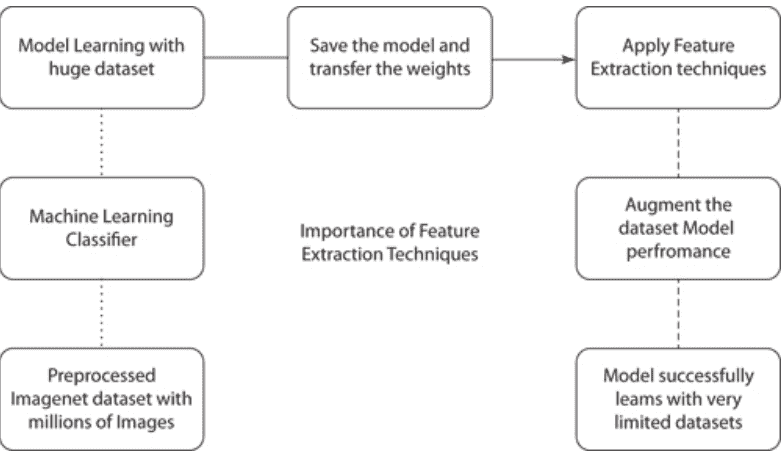 Model Learning with
huge dataset
Save the model and
transfer the weights
Apply Feature
Extraction techniques
Machine Learning
Classifier
Importance of Feature
Extraction Techniques
Augment the
dataset Model
perfromance
Preprocessed
Imagenet dataset with
millions of Images
Model successfully
leams with very
limited datasets